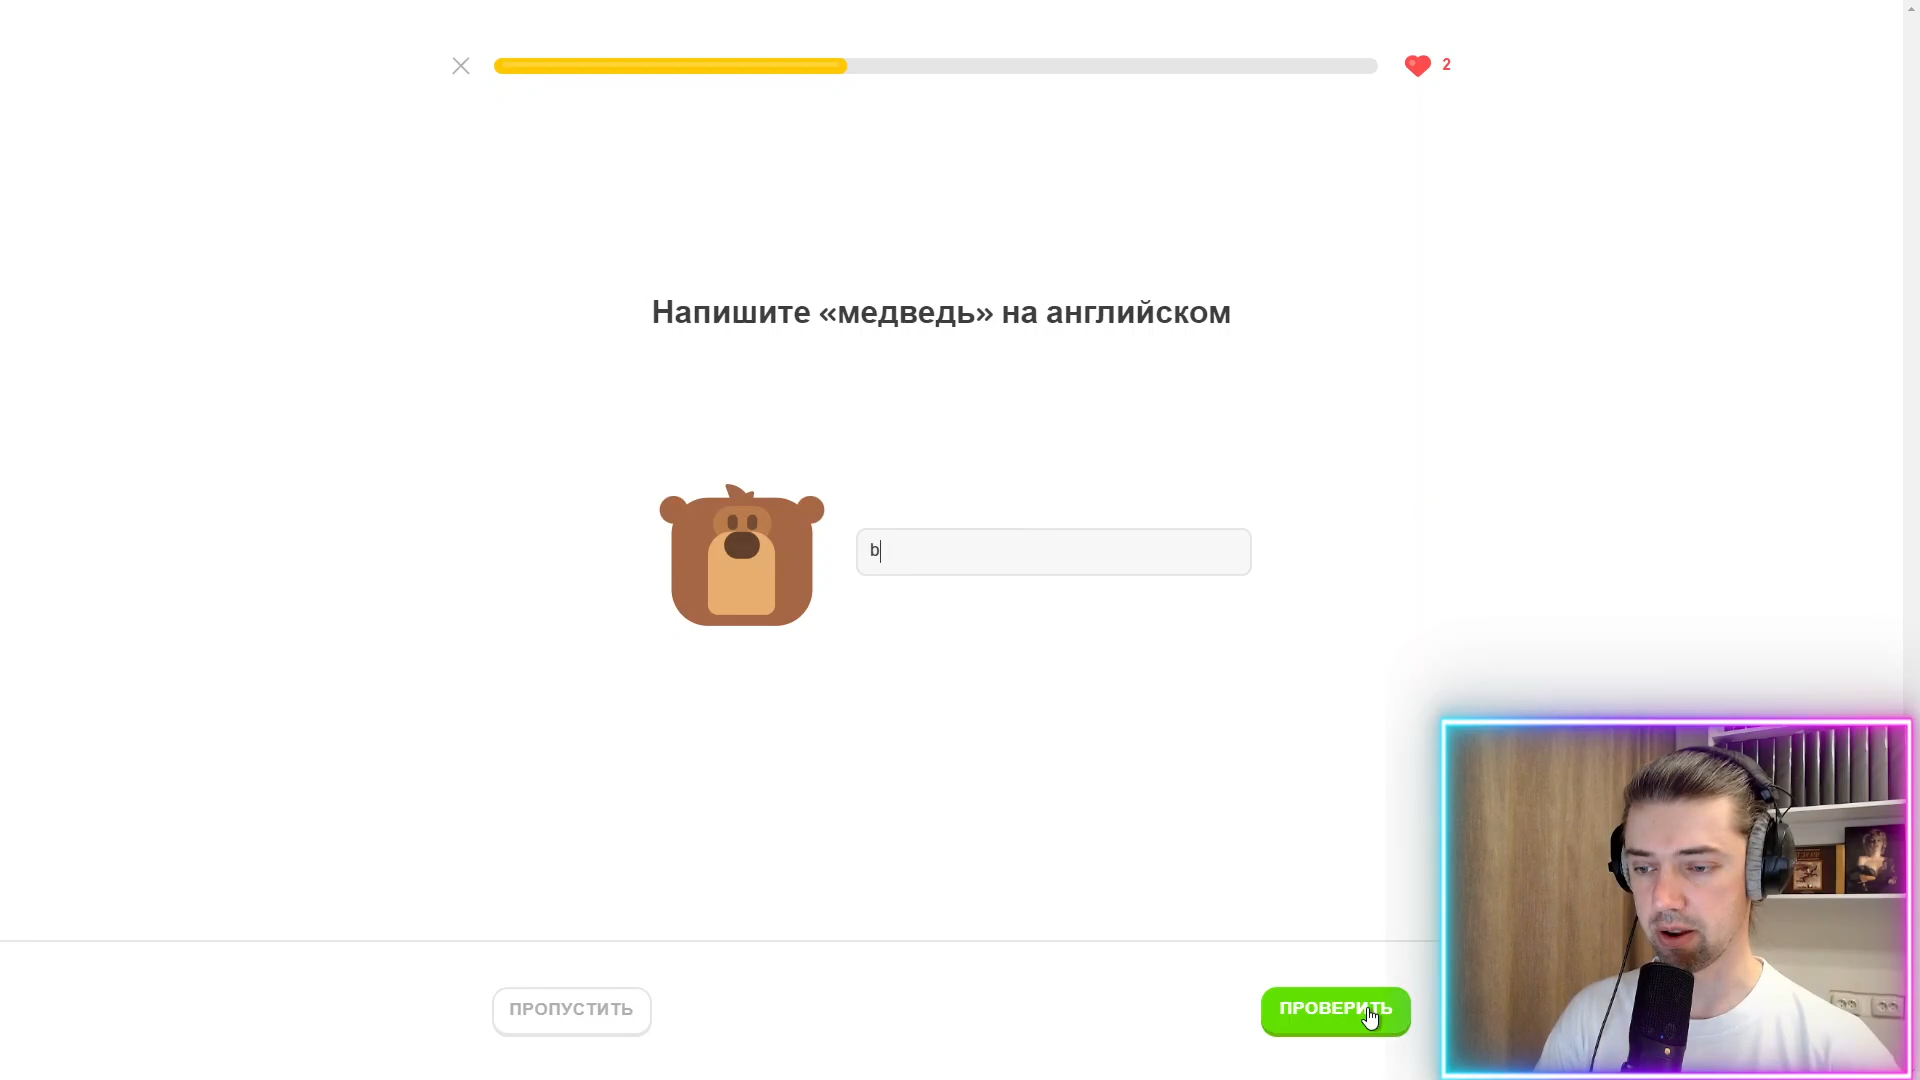 2
Напишите «медведь» на английском
b
ПРОПУСТИТЬ
ПРОВЕРИТЬ